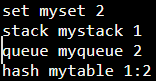 set myset 2
stack mystack 1
queue myqueue 2
hash mytable 1:2